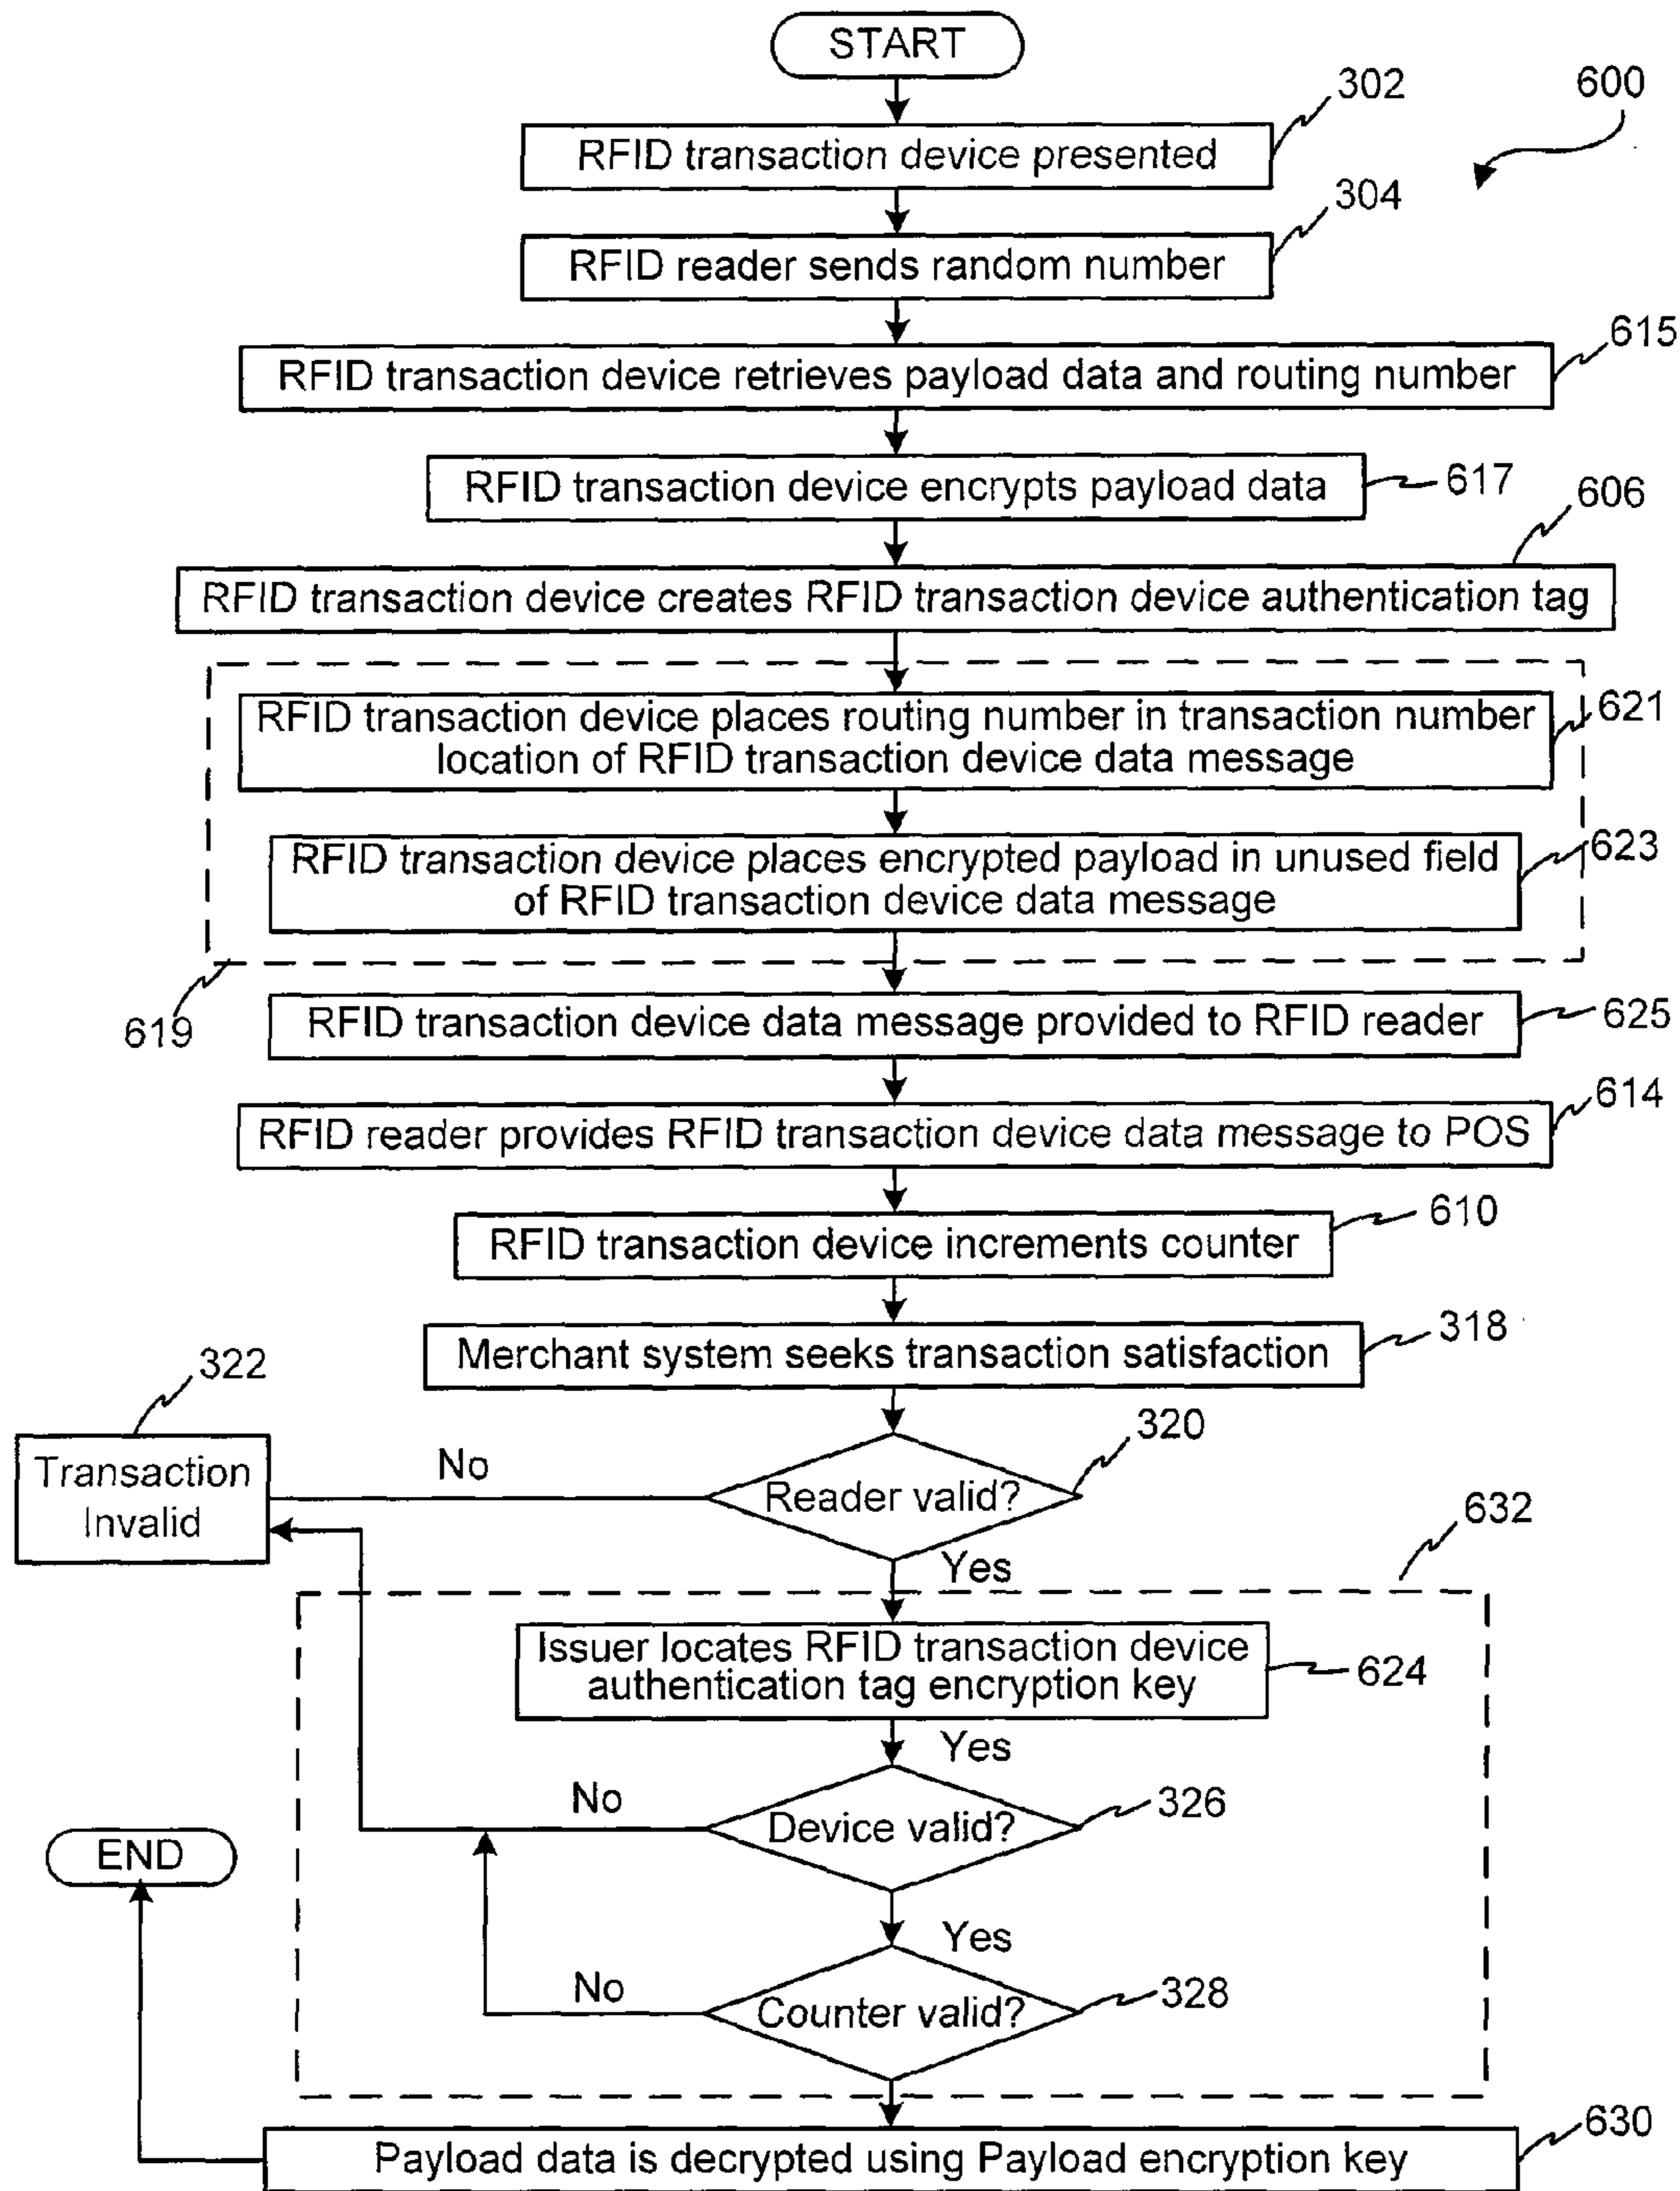 START
302
600
RFID transaction device presented
304
RFID reader sends random number
615
RFID transaction device retrieves payload data and routing number
RFID transaction device encrypts payload data
617
606
RFID transaction device creates RFID transaction device authentication tag
RFID transaction device places routing number in transaction number
location of RFID transaction device data message
621
RFID transaction device places encrypted payload in unused field
of RFID transaction device data message
623
619
RFID transaction device data message provided to RFID reader
625
614
RFID reader provides RFID transaction device data message to POS
610
RFID transaction device increments counter
318
Merchant system seeks transaction satisfaction
322
320
Transaction
Invalid
No
Reader valid?
632
Yes
Issuer locates RFID transaction device
authentication tag encryption key
624
Yes
No
Device valid?
326
END
Yes
No
Counter valid?
328
630
Payload data is decrypted using Payload encryption key